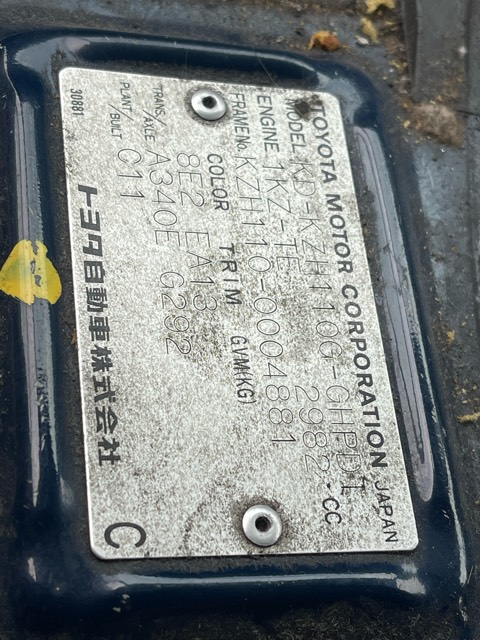 TOYOTA MOTOR CORPORATION JAPAN
MODEL KD-KZH110G-GHPDT
ENGINE 1KZ-TE 2982 CC
FRAME No. KZH110-0004881
COLOR TRIM GVM(KG)
8E2 EA13
TRANS./AXLE A340E G292
PLANT/BUILT C11
30881 トヨタ自動車株式会社 C